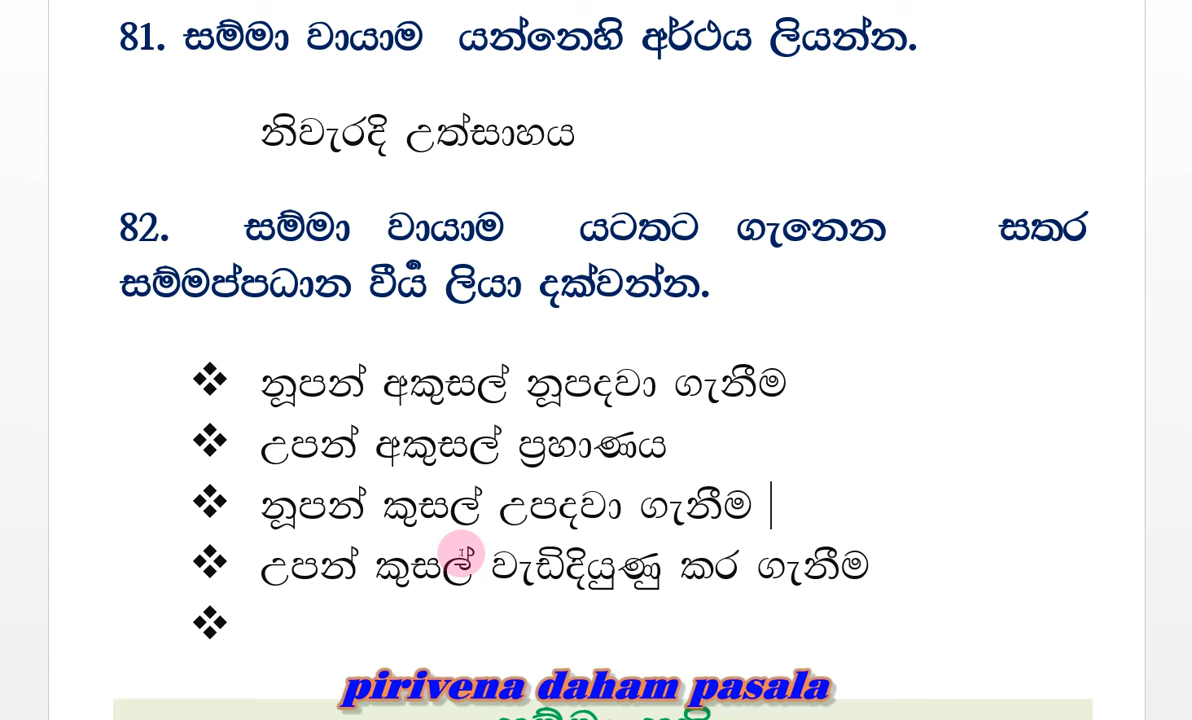 81. සම්මා වායාම යන්නෙහි අර්ථය ලියන්න.
නිවැරදි උත්සාහය
82. සම්මා වායාම යටතට ගැනෙන සතර
සම්මප්පධාන වීර්‍ය ලියා දක්වන්න.
❖ නූපන් අකුසල් නූපදවා ගැනීම
❖ උපන් අකුසල් ප්‍රහාණය
❖ නූපන් කුසල් උපදවා ගැනීම
❖ උපන් කුසල් වැඩිදියුණු කර ගැනීම
❖
pirivena daham pasala